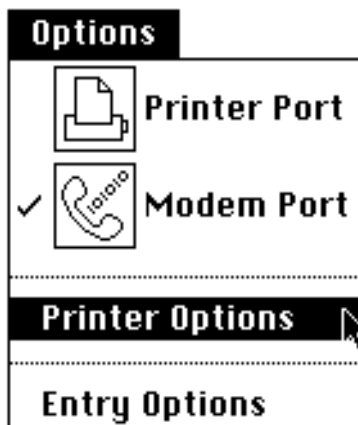 Options
Printer Port
Modem Port
Printer Options
Entry Options